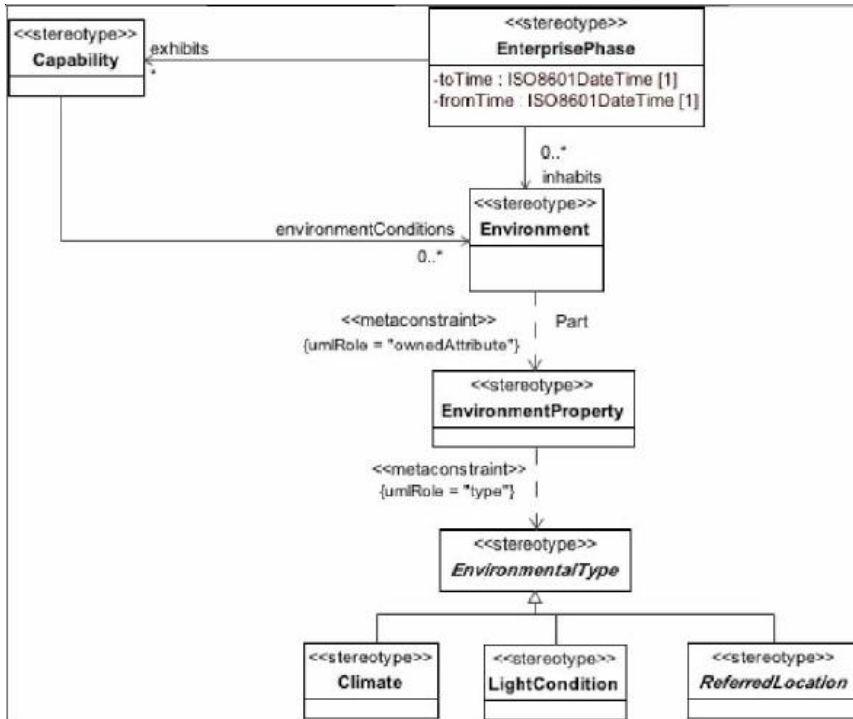 <<stereotype>>
Capability
exhibits
*
<<stereotype>>
EnterprisePhase
-toTime : ISO8601DateTime [1]
-fromTime : ISO8601DateTime [1]
0..*
inhabits
<<stereotype>>
Environment
environmentConditions
0..*
<<metaconstraint>>
{umlRole = "ownedAttribute"}
Part
<<stereotype>>
EnvironmentProperty
<<metaconstraint>>
{umlRole = "type"}
<<stereotype>>
EnvironmentalType
<<stereotype>>
Climate
<<stereotype>>
LightCondition
<<stereotype>>
ReferredLocation